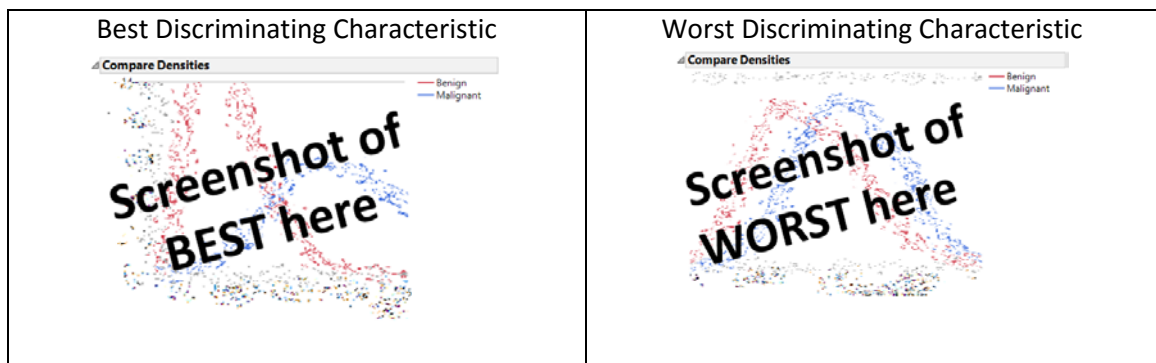 Best Discriminating Characteristic
Compare Densities
Benign
Malignant
Screenshot of
BEST here
Worst Discriminating Characteristic
Compare Densities
Benign
Malignant
Screenshot of
WORST here